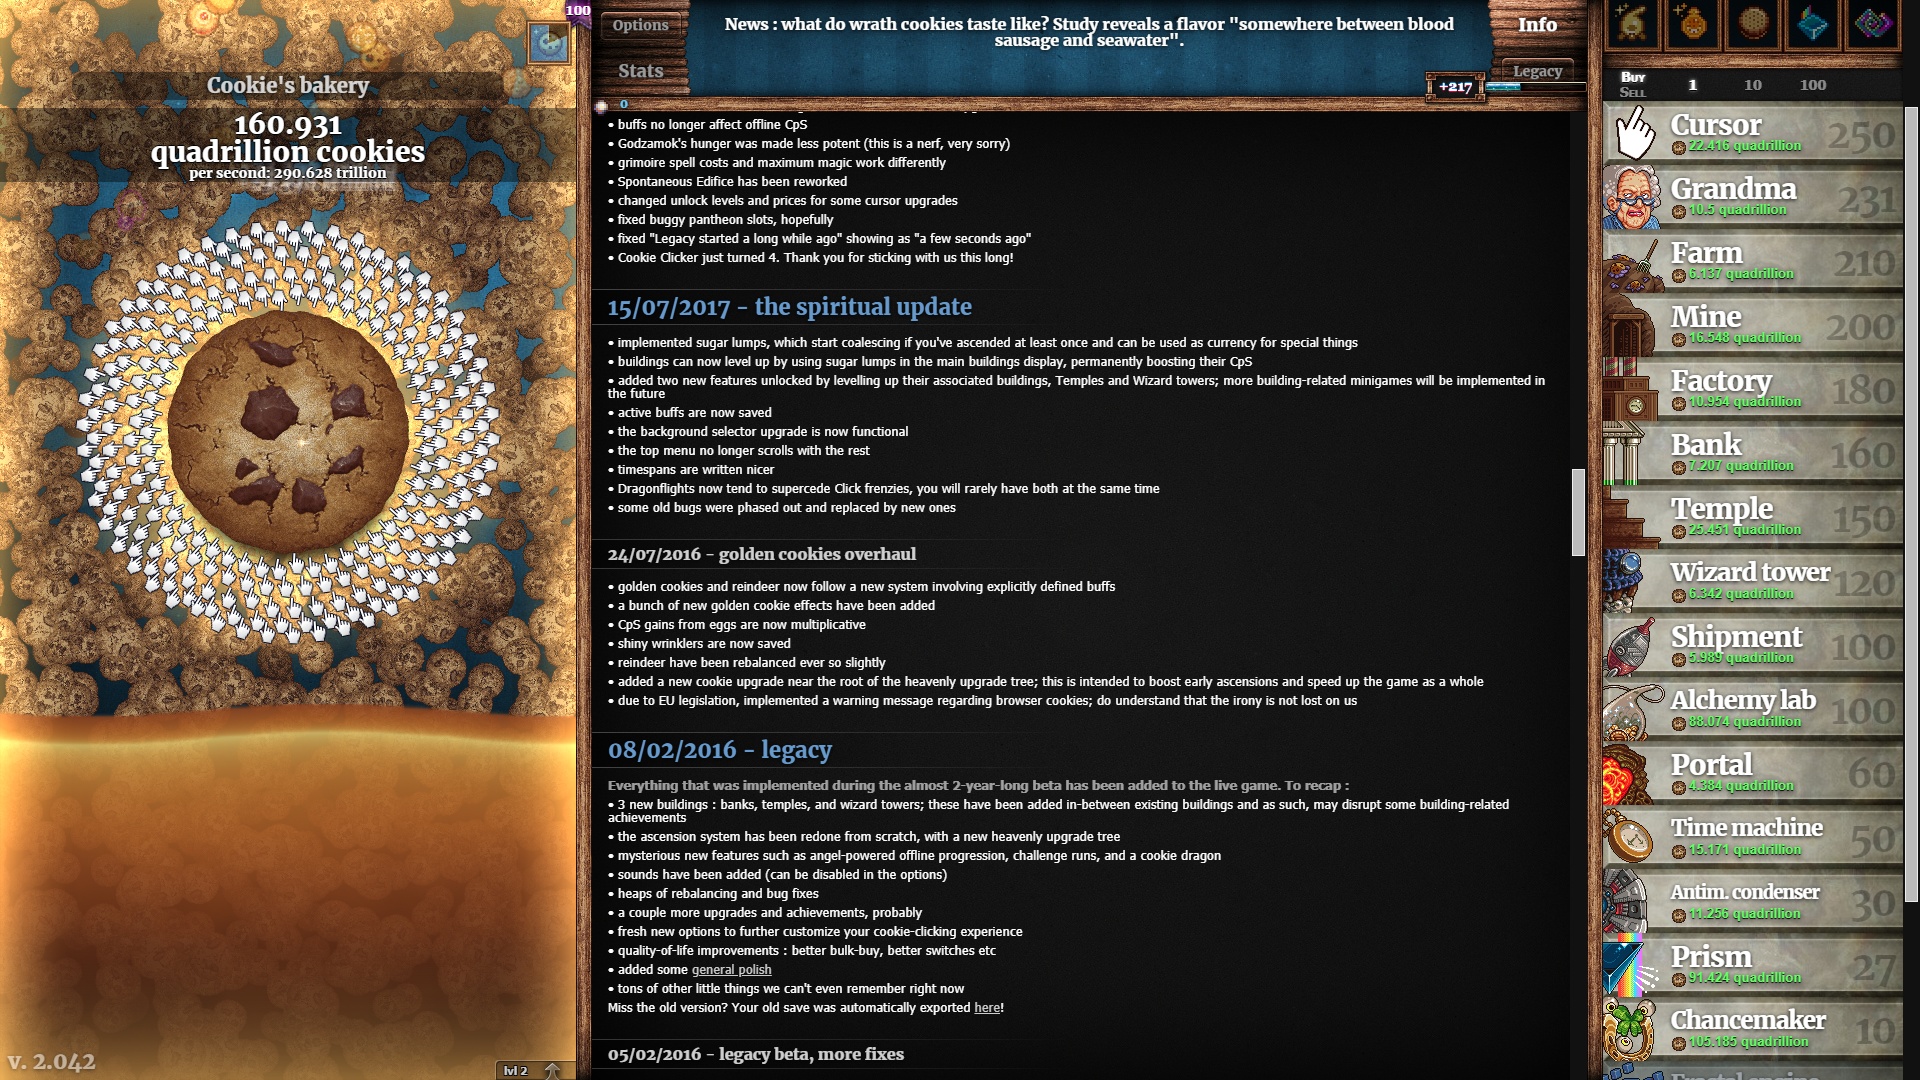 100
Cookie's bakery
160.931
quadrillion cookies
per second: 290.628 trillion
v. 2.042
lvl 2
Options
Stats
News : what do wrath cookies taste like? Study reveals a flavor "somewhere between blood
sausage and seawater".
Info
Legacy
+217
0
• buffs no longer affect offline CpS
• Godzamok's hunger was made less potent (this is a nerf, very sorry)
• grimoire spell costs and maximum magic work differently
• Spontaneous Edifice has been reworked
• changed unlock levels and prices for some cursor upgrades
• fixed buggy pantheon slots, hopefully
• fixed "Legacy started a long while ago" showing as "a few seconds ago"
• Cookie Clicker just turned 4. Thank you for sticking with us this long!
15/07/2017 - the spiritual update
• implemented sugar lumps, which start coalescing if you've ascended at least once and can be used as currency for special things
• buildings can now level up by using sugar lumps in the main buildings display, permanently boosting their CpS
• added two new features unlocked by levelling up their associated buildings, Temples and Wizard towers; more building-related minigames will be implemented in
the future
• active buffs are now saved
• the background selector upgrade is now functional
• the top menu no longer scrolls with the rest
• timespans are written nicer
• Dragonflights now tend to supercede Click frenzies, you will rarely have both at the same time
• some old bugs were phased out and replaced by new ones
24/07/2016 - golden cookies overhaul
• golden cookies and reindeer now follow a new system involving explicitly defined buffs
• a bunch of new golden cookie effects have been added
• CpS gains from eggs are now multiplicative
• shiny wrinklers are now saved
• reindeer have been rebalanced ever so slightly
• added a new cookie upgrade near the root of the heavenly upgrade tree; this is intended to boost early ascensions and speed up the game as a whole
• due to EU legislation, implemented a warning message regarding browser cookies; do understand that the irony is not lost on us
08/02/2016 - legacy
Everything that was implemented during the almost 2-year-long beta has been added to the live game. To recap :
• 3 new buildings : banks, temples, and wizard towers; these have been added in-between existing buildings and as such, may disrupt some building-related
achievements
• the ascension system has been redone from scratch, with a new heavenly upgrade tree
• mysterious new features such as angel-powered offline progression, challenge runs, and a cookie dragon
• sounds have been added (can be disabled in the options)
• heaps of rebalancing and bug fixes
• a couple more upgrades and achievements, probably
• fresh new options to further customize your cookie-clicking experience
• quality-of-life improvements : better bulk-buy, better switches etc
• added some general polish
• tons of other little things we can't even remember right now
Miss the old version? Your old save was automatically exported here!
05/02/2016 - legacy beta, more fixes
Buy
Sell
1 10 100
Cursor 250
22.416 quadrillion
Grandma 231
10.5 quadrillion
Farm 210
6.137 quadrillion
Mine 200
16.548 quadrillion
Factory 180
10.954 quadrillion
Bank 160
7.207 quadrillion
Temple 150
25.451 quadrillion
Wizard tower 120
6.342 quadrillion
Shipment 100
5.989 quadrillion
Alchemy lab 100
88.074 quadrillion
Portal 60
4.384 quadrillion
Time machine 50
15.171 quadrillion
Antim. condenser 30
11.256 quadrillion
Prism 27
91.424 quadrillion
Chancemaker 10
105.185 quadrillion
Fractal engine